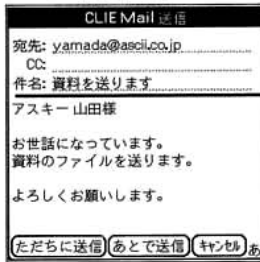 CLIE Mail 送信
宛先: yamada@ascii.co.jp
CC:
件名: 資料を送ります
アスキー 山田様
お世話になっています。
資料のファイルを送ります。
よろしくお願いします。
ただちに送信 あとで送信 キャンセル あ